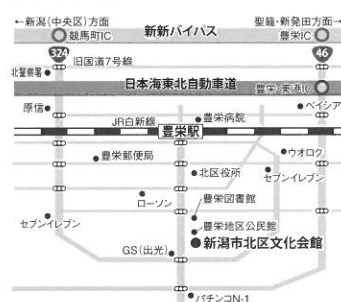 ←新潟(中央区)方面
聖籠・新発田方面→
新新バイパス
競馬町IC
豊栄IC
324
46
旧国道7号線
北警察署
日本海東北自動車道
豊栄・東港IC
原信
ベイシア
JR白新線
豊栄病院
豊栄駅
豊栄郵便局
ウオロク
北区役所
セブンイレブン
ローソン
豊栄図書館
セブンイレブン
豊栄地区公民館
新潟市北区文化会館
GS(出光)
パチンコN-1